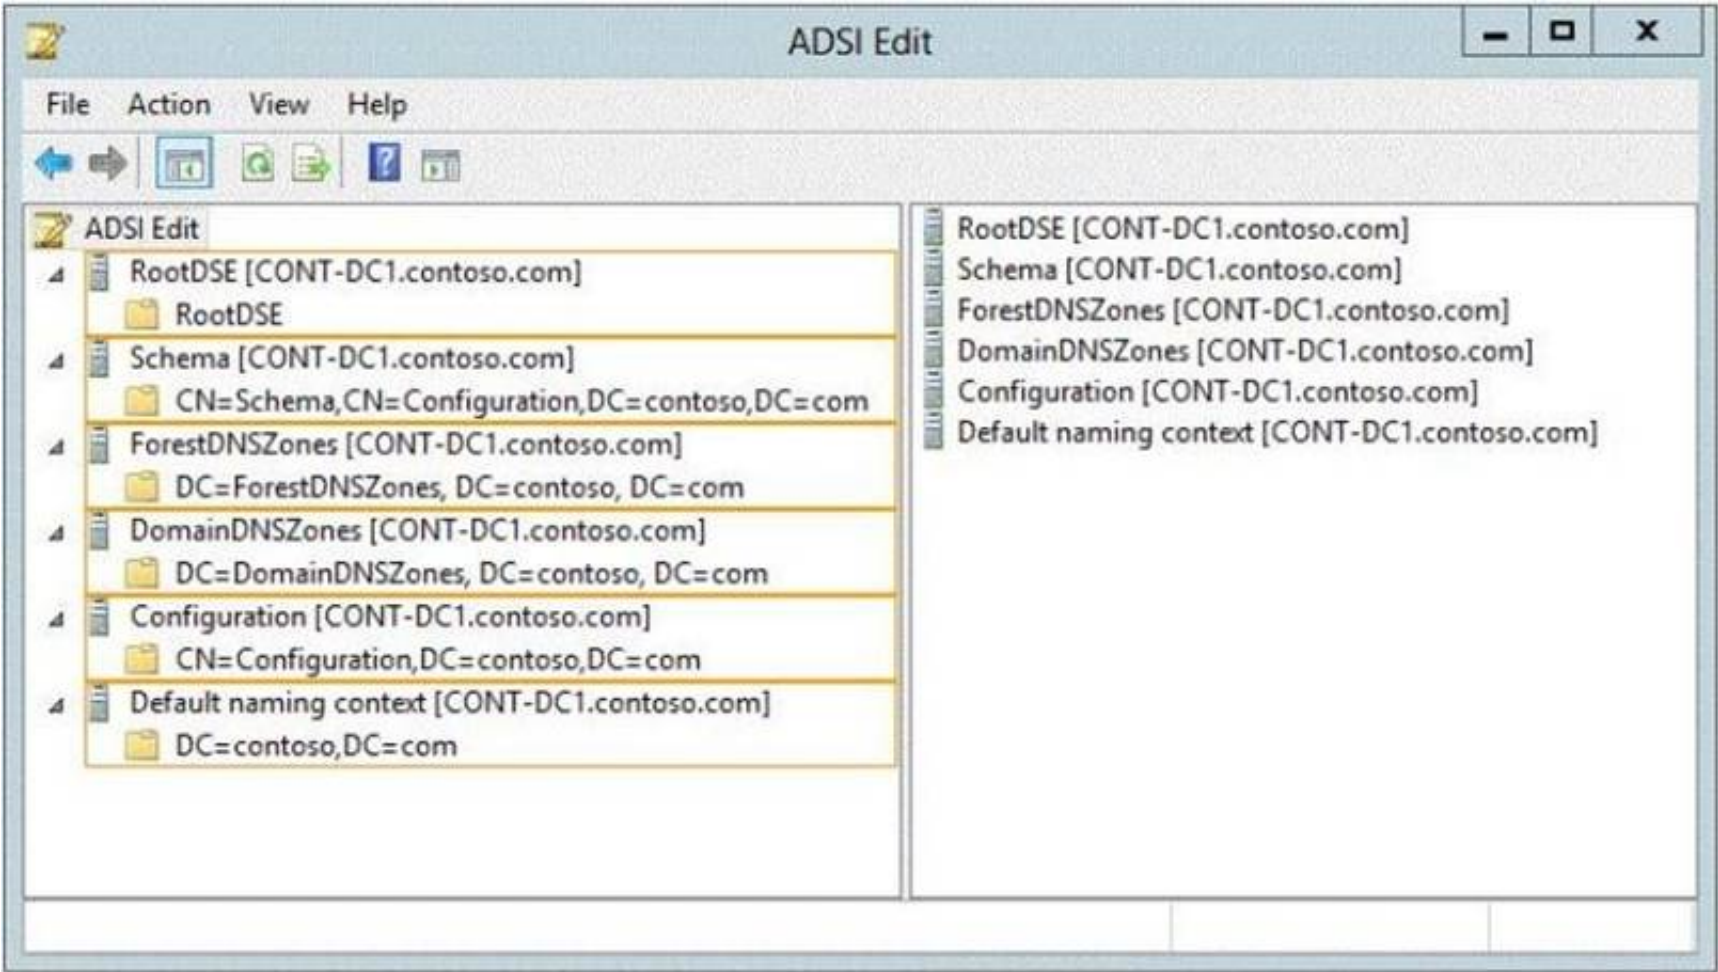 ADSI Edit
File Action View Help
ADSI Edit
RootDSE [CONT-DC1.contoso.com]
RootDSE
Schema [CONT-DC1.contoso.com]
CN=Schema,CN=Configuration,DC=contoso,DC=com
ForestDNSZones [CONT-DC1.contoso.com]
DC=ForestDNSZones, DC=contoso, DC=com
DomainDNSZones [CONT-DC1.contoso.com]
DC=DomainDNSZones, DC=contoso, DC=com
Configuration [CONT-DC1.contoso.com]
CN=Configuration,DC=contoso,DC=com
Default naming context [CONT-DC1.contoso.com]
DC=contoso,DC=com
RootDSE [CONT-DC1.contoso.com]
Schema [CONT-DC1.contoso.com]
ForestDNSZones [CONT-DC1.contoso.com]
DomainDNSZones [CONT-DC1.contoso.com]
Configuration [CONT-DC1.contoso.com]
Default naming context [CONT-DC1.contoso.com]